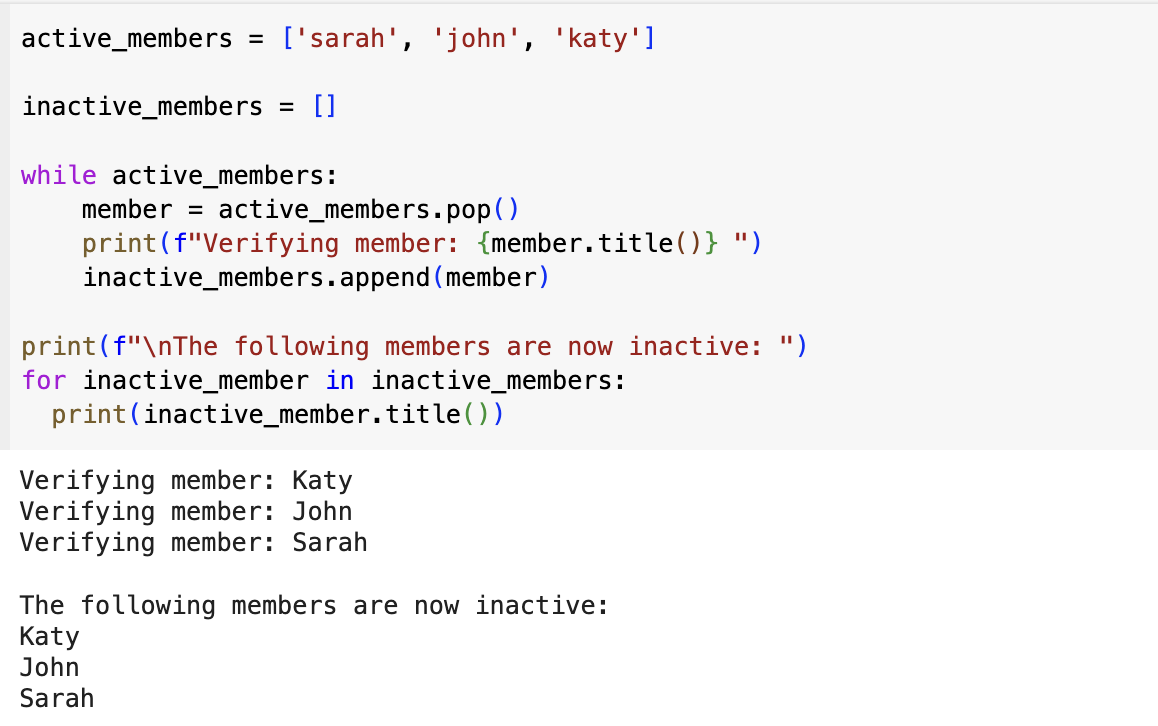 active_members = ['sarah', 'john', 'katy']
inactive_members = []
while active_members:
    member = active_members.pop()
    print(f"Verifying member: {member.title()} ")
    inactive_members.append(member)
print(f"\nThe following members are now inactive: ")
for inactive_member in inactive_members:
  print(inactive_member.title())
Verifying member: Katy
Verifying member: John
Verifying member: Sarah
The following members are now inactive:
Katy
John
Sarah